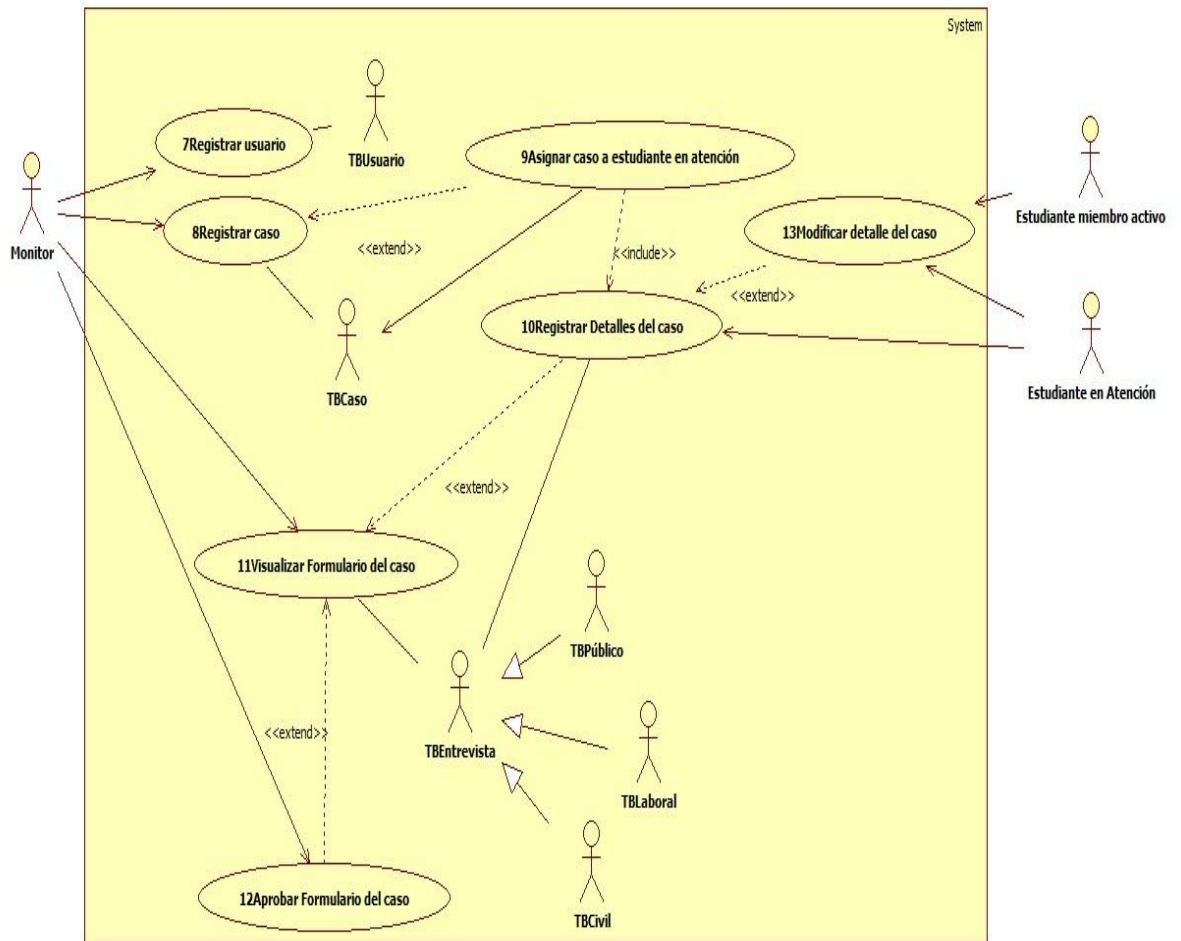 System
7Registrar usuario
TBUsuario
9Asignar caso a estudiante en atención
Estudiante miembro activo
Monitor
8Registrar caso
<<extend>>
<<include>>
13Modificar detalle del caso
<<extend>>
TBCaso
10Registrar Detalles del caso
Estudiante en Atención
<<extend>>
11Visualizar Formulario del caso
TBPúblico
<<extend>>
TBEntrevista
TBLaboral
12Aprobar Formulario del caso
TBCivil